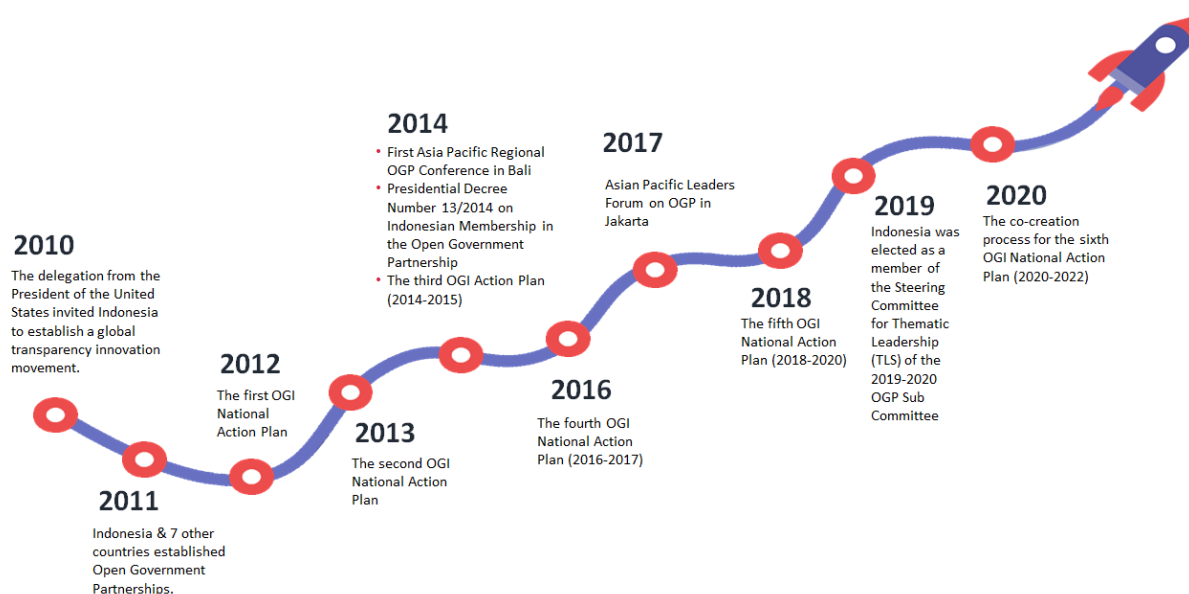 2010
The delegation from the
President of the United
States invited Indonesia
to establish a global
transparency innovation
movement.
2011
Indonesia & 7 other
countries established
Open Government
Partnerships.
2012
The first OGI
National
Action Plan
2013
The second OGI
National Action
Plan
2014
• First Asia Pacific Regional
OGP Conference in Bali
• Presidential Decree
Number 13/2014 on
Indonesian Membership in
the Open Government
Partnership
• The third OGI Action Plan
(2014-2015)
2016
The fourth OGI
National Action
Plan (2016-2017)
2017
Asian Pacific Leaders
Forum on OGP in
Jakarta
2018
The fifth OGI
National Action
Plan (2018-2020)
2019
Indonesia was
elected as a
member of
the Steering
Committee
for Thematic
Leadership
(TLS) of the
2019-2020
OGP Sub
Committee
2020
The co-creation
process for the sixth
OGI National Action
Plan (2020-2022)